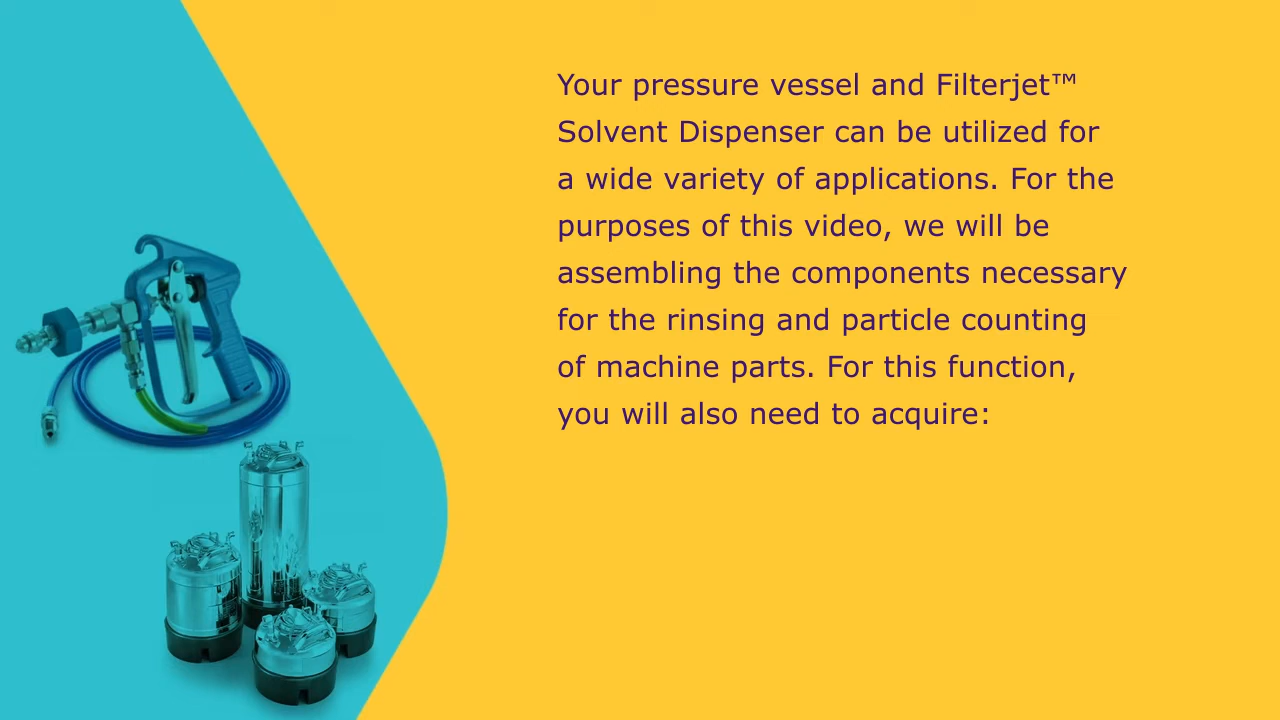 Your pressure vessel and Filterjet™
Solvent Dispenser can be utilized for
a wide variety of applications. For the
purposes of this video, we will be
assembling the components necessary
for the rinsing and particle counting
of machine parts. For this function,
you will also need to acquire: